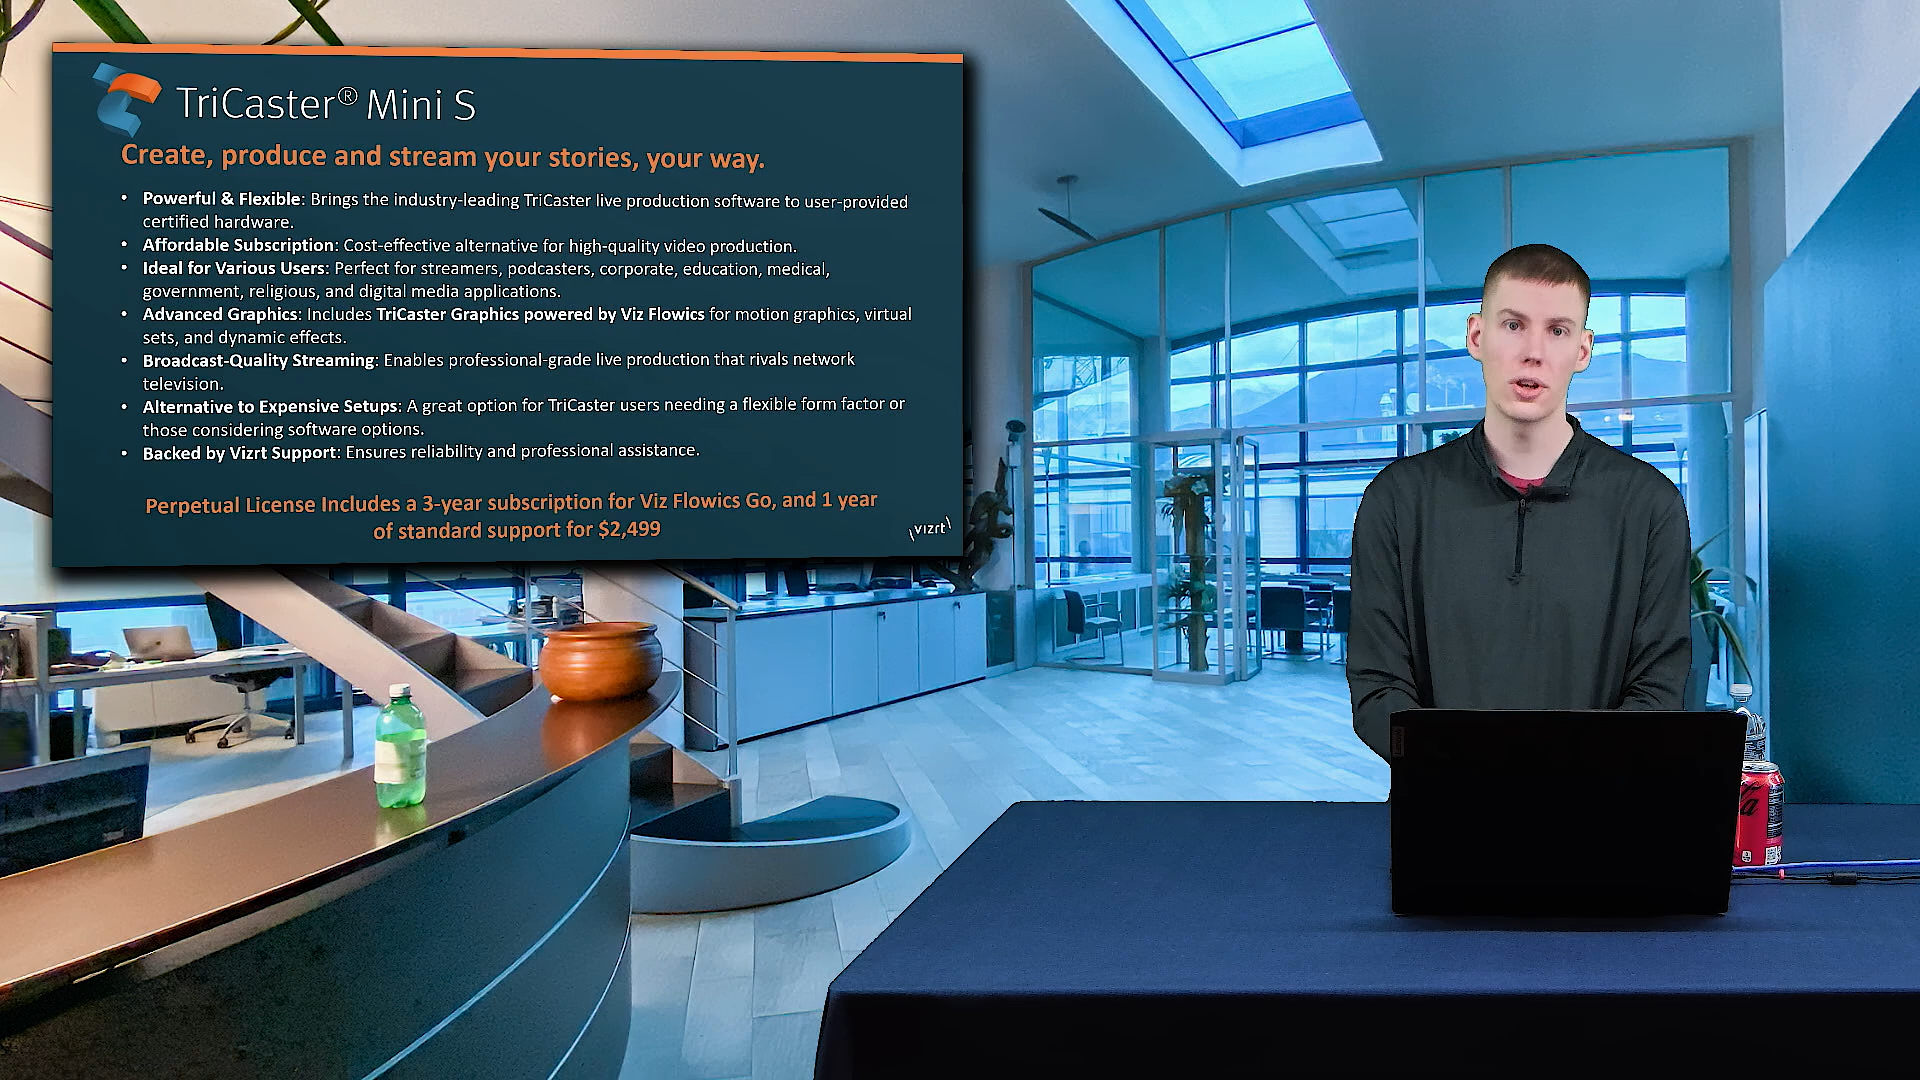 TriCaster® Mini S
Create, produce and stream your stories, your way.
• Powerful & Flexible: Brings the industry-leading TriCaster live production software to user-provided
certified hardware.
• Affordable Subscription: Cost-effective alternative for high-quality video production.
• Ideal for Various Users: Perfect for streamers, podcasters, corporate, education, medical,
government, religious, and digital media applications.
• Advanced Graphics: Includes TriCaster Graphics powered by Viz Flowics for motion graphics, virtual
sets, and dynamic effects.
• Broadcast-Quality Streaming: Enables professional-grade live production that rivals network
television.
• Alternative to Expensive Setups: A great option for TriCaster users needing a flexible form factor or
those considering software options.
• Backed by Vizrt Support: Ensures reliability and professional assistance.
Perpetual License Includes a 3-year subscription for Viz Flowics Go, and 1 year
of standard support for $2,499
\vizrt\